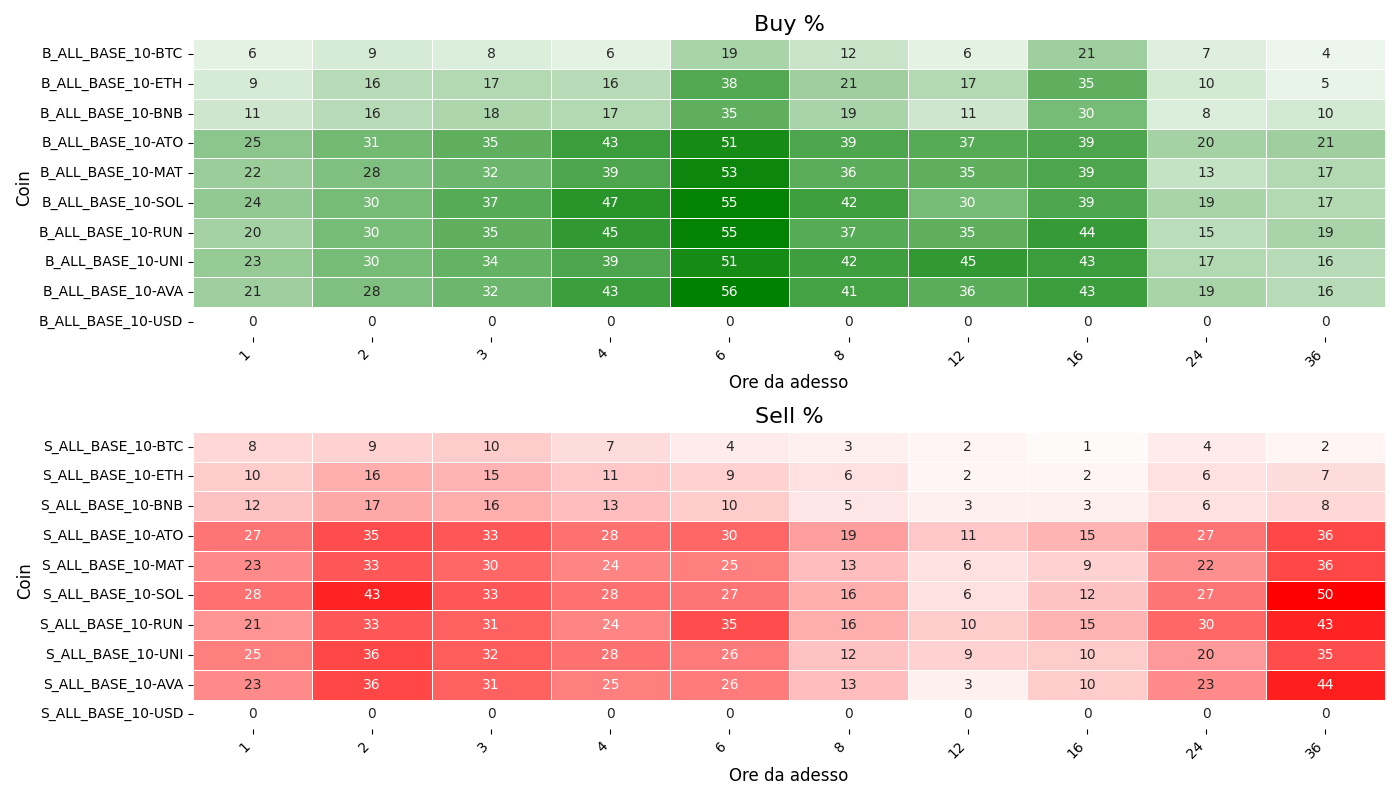 Buy %
Coin
B_ALL_BASE_10-BTC 6 9 8 6 19 12 6 21 7 4
B_ALL_BASE_10-ETH 9 16 17 16 38 21 17 35 10 5
B_ALL_BASE_10-BNB 11 16 18 17 35 19 11 30 8 10
B_ALL_BASE_10-ATO 25 31 35 43 51 39 37 39 20 21
B_ALL_BASE_10-MAT 22 28 32 39 53 36 35 39 13 17
B_ALL_BASE_10-SOL 24 30 37 47 55 42 30 39 19 17
B_ALL_BASE_10-RUN 20 30 35 45 55 37 35 44 15 19
B_ALL_BASE_10-UNI 23 30 34 39 51 42 45 43 17 16
B_ALL_BASE_10-AVA 21 28 32 43 56 41 36 43 19 16
B_ALL_BASE_10-USD 0 0 0 0 0 0 0 0 0 0
1 2 3 4 6 8 12 16 24 36
Ore da adesso
Sell %
Coin
S_ALL_BASE_10-BTC 8 9 10 7 4 3 2 1 4 2
S_ALL_BASE_10-ETH 10 16 15 11 9 6 2 2 6 7
S_ALL_BASE_10-BNB 12 17 16 13 10 5 3 3 6 8
S_ALL_BASE_10-ATO 27 35 33 28 30 19 11 15 27 36
S_ALL_BASE_10-MAT 23 33 30 24 25 13 6 9 22 36
S_ALL_BASE_10-SOL 28 43 33 28 27 16 6 12 27 50
S_ALL_BASE_10-RUN 21 33 31 24 35 16 10 15 30 43
S_ALL_BASE_10-UNI 25 36 32 28 26 12 9 10 20 35
S_ALL_BASE_10-AVA 23 36 31 25 26 13 3 10 23 44
S_ALL_BASE_10-USD 0 0 0 0 0 0 0 0 0 0
1 2 3 4 6 8 12 16 24 36
Ore da adesso